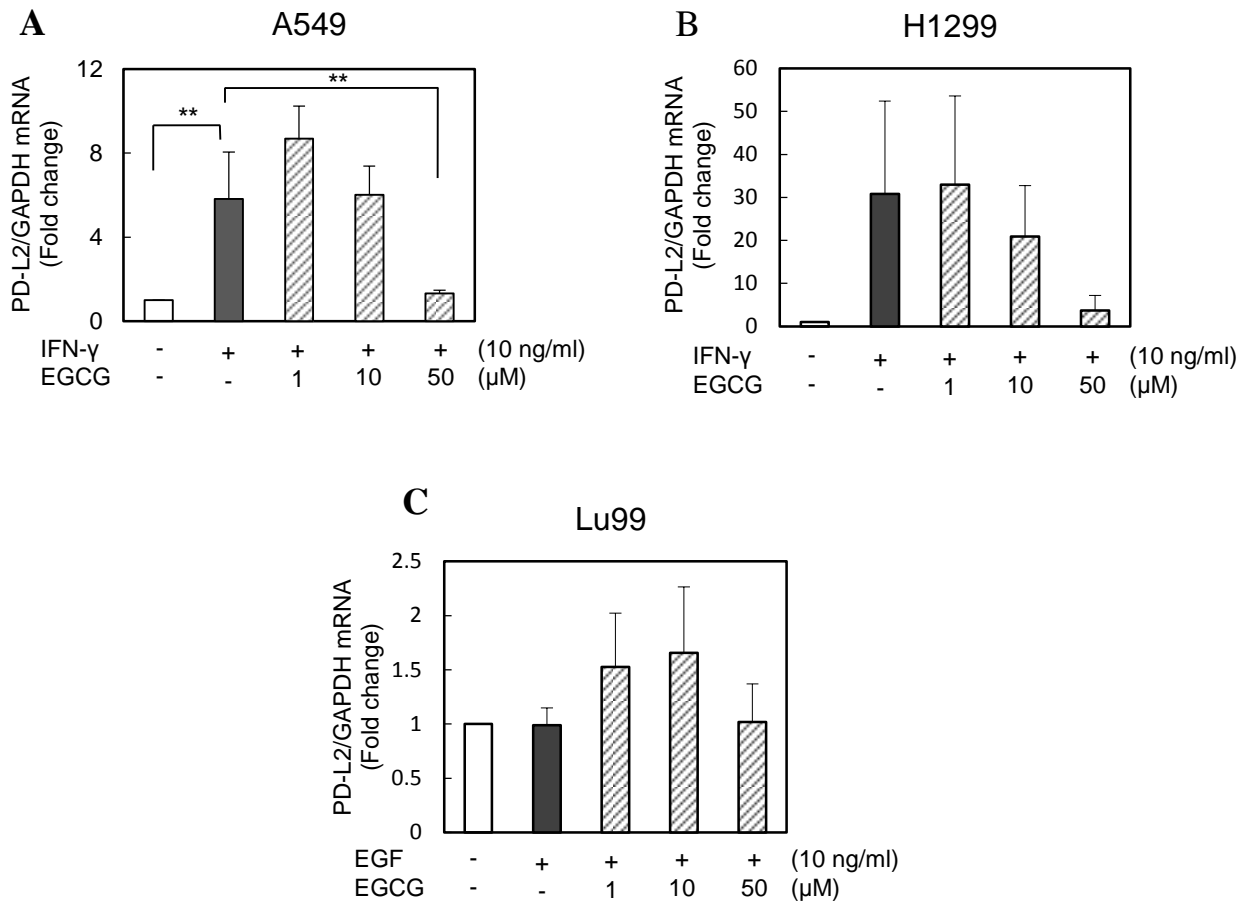 A
A549
PD-L2/GAPDH mRNA
(Fold change)
12
8
4
0
**
**
IFN-γ - + + + + (10 ng/ml)
EGCG - - 1 10 50 (μM)
B
H1299
PD-L2/GAPDH mRNA
(Fold change)
60
50
40
30
20
10
0
IFN-γ - + + + + (10 ng/ml)
EGCG - - 1 10 50 (μM)
C
Lu99
PD-L2/GAPDH mRNA
(Fold change)
2.5
2
1.5
1
0.5
0
EGF - + + + + (10 ng/ml)
EGCG - - 1 10 50 (μM)